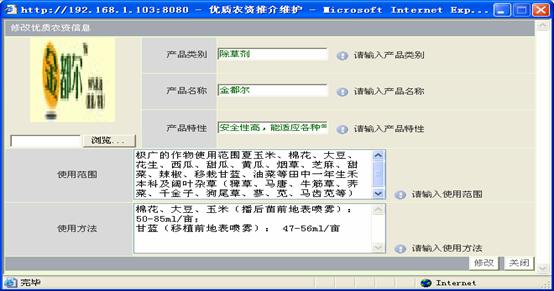 http://192.168.1.103:8080 - 优质农资推介维护 - Microsoft Internet Exp...
修改优质农资信息
金都尔
产品类别 除草剂 请输入产品类别
产品名称 金都尔 请输入产品名称
浏览...
产品特性 安全性高，能适应各种 请输入产品特性
使用范围
极广的作物使用范围夏玉米、棉花、大豆、
花生、西瓜、甜瓜、黄瓜、烟草、芝麻、甜
菜、辣椒、移栽甘蓝、油菜等田中一年生禾
本科及阔叶杂草（稗草、马唐、牛筋草、荠
菜、千金子、狗尾草、蓼、苋、马齿苋等）
请输入使用范围
使用方法
棉花、大豆、玉米（播后苗前地表喷雾）：
50-85ml/亩；
甘蓝（移植前地表喷雾）： 47-56ml/亩
请输入使用方法
修改 关闭
完毕 Internet